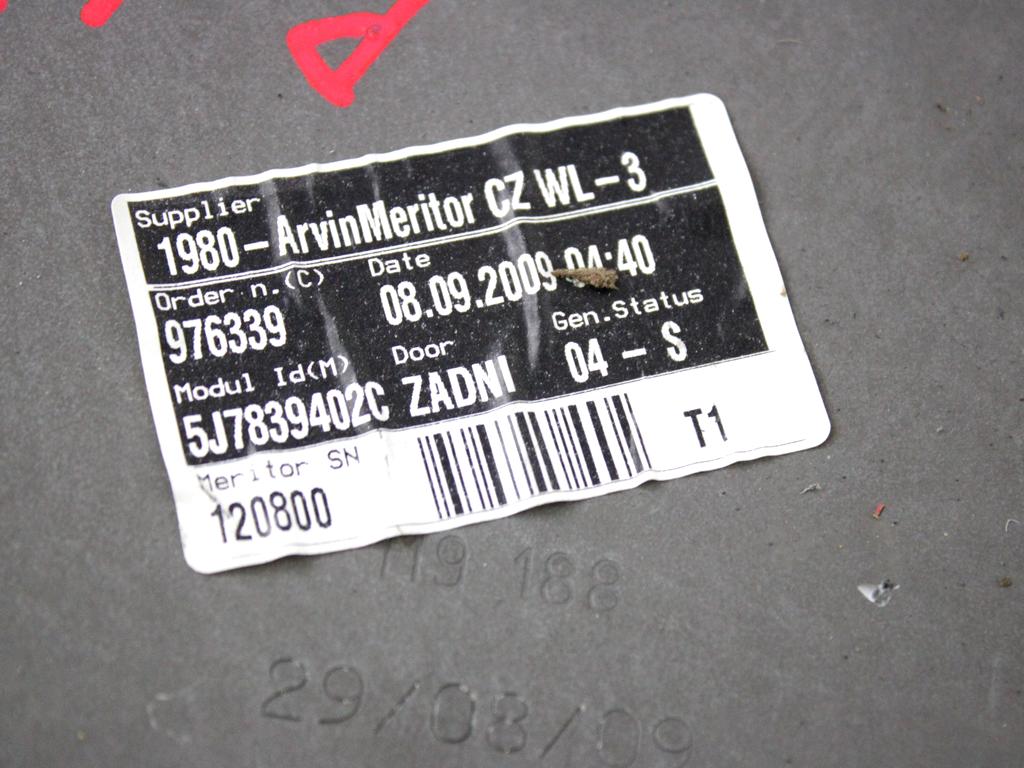 Supplier
1980 - ArvinMeritor CZ WL - 3
Order n.(C) Date
976339 08.09.2009 04:40
Modul Id(M) Door Gen.Status
5J7839402C ZADNI 04 - S
Meritor SN
120800 T1
M9 188
29/08/09